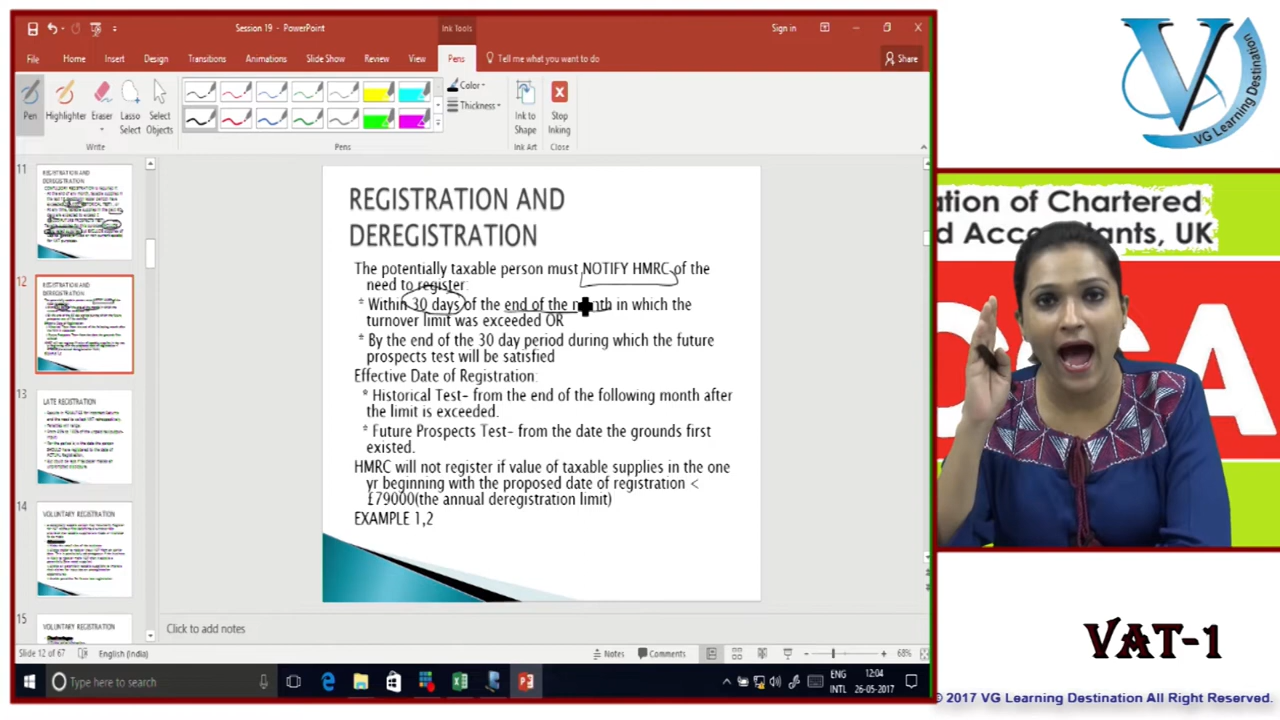 Session 19 - PowerPoint
Ink Tools
Sign in
File
Home
Insert
Design
Transitions
Animations
Slide Show
Review
View
Pens
Tell me what you want to do
Share
Pen
Highlighter
Eraser
Lasso Select
Select Objects
Color
Thickness
Ink to Shape
Stop Inking
Write
Pens
Ink Art
Close
11
REGISTRATION AND
DEREGISTRATION
12
REGISTRATION AND
DEREGISTRATION
13
LATE REGISTRATION
14
VOLUNTARY REGISTRATION
15
VOLUNTARY REGISTRATION
REGISTRATION AND
DEREGISTRATION
The potentially taxable person must NOTIFY HMRC of the
need to register:
* Within 30 days of the end of the month in which the
turnover limit was exceeded OR
* By the end of the 30 day period during which the future
prospects test will be satisfied
Effective Date of Registration:
* Historical Test- from the end of the following month after
the limit is exceeded.
* Future Prospects Test- from the date the grounds first
existed.
HMRC will not register if value of taxable supplies in the one
yr beginning with the proposed date of registration <
£79000(the annual deregistration limit)
EXAMPLE 1,2
Click to add notes
Slide 12 of 67
English (India)
Notes
Comments
68%
Type here to search
ENG
INTL
12:04
26-05-2017
V
VG Learning Destination
ation of Chartered
d Accountants, UK
VAT-1
© 2017 VG Learning Destination All Right Reserved.